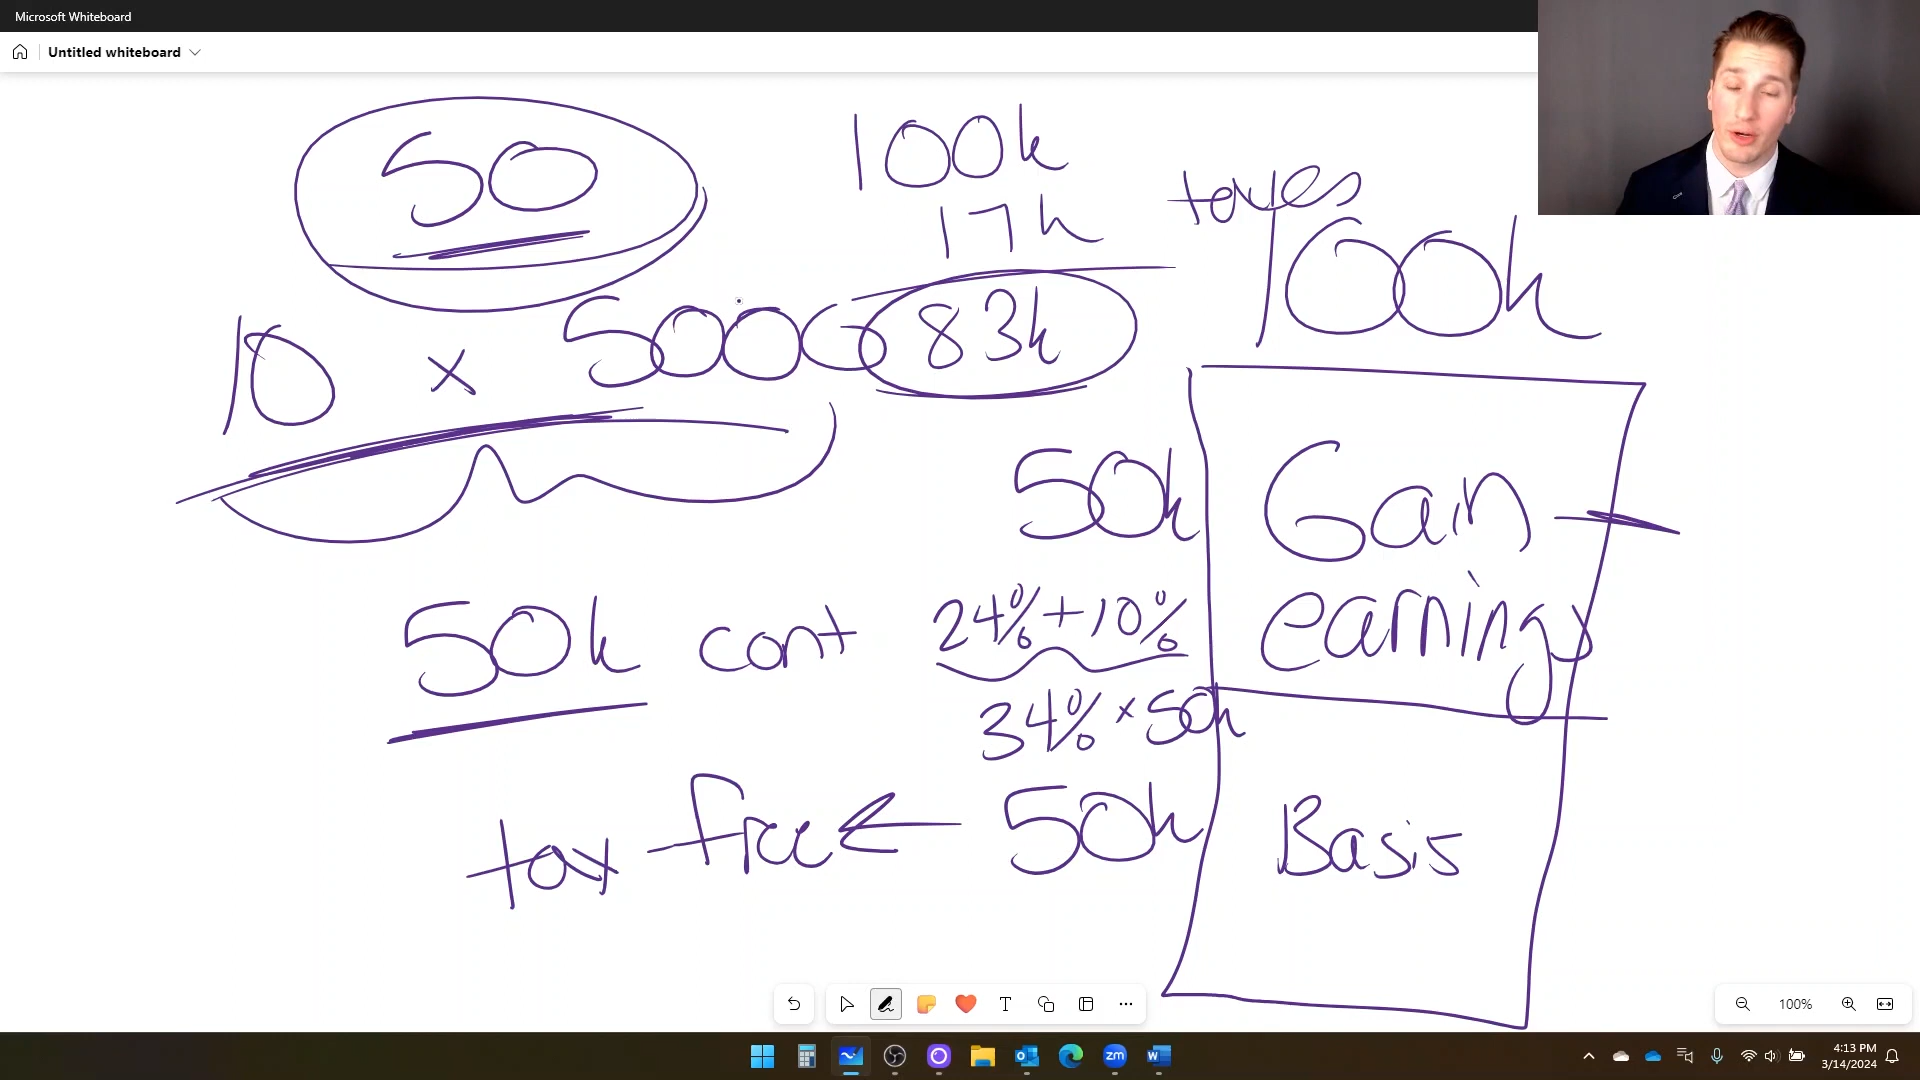 Microsoft Whiteboard
Untitled whiteboard
50
100k
17k
taxes
100k
10 x 5000
83k
50k
Gain
earnings
50k cont
24% + 10%
34% x 50k
tax free ← 50k
Basis
T
100%
zm
4:13 PM
3/14/2024